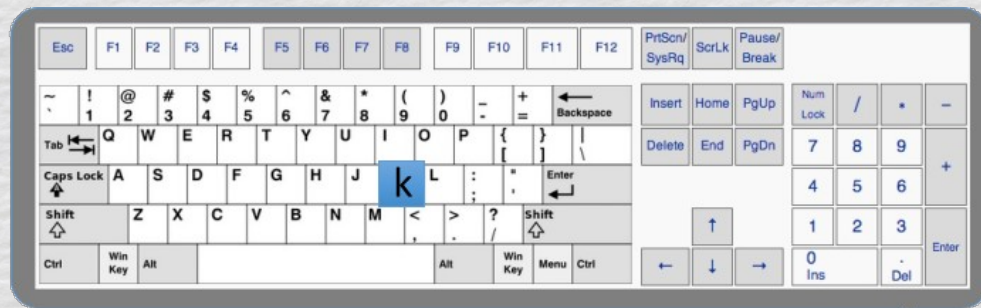 Esc F1 F2 F3 F4 F5 F6 F7 F8 F9 F10 F11 F12 PrtScn/ SysRq ScrLk Pause/ Break
~ ` ! 1 @ 2 # 3 $ 4 % 5 ^ 6 & 7 * 8 ( 9 ) 0 _ - + = Backspace Insert Home PgUp Num Lock / • −
Tab Q W E R T Y U I O P { [ } ] | \ Delete End PgDn 7 8 9 +
Caps Lock A S D F G H J k L : ; " ' Enter 4 5 6
Shift Z X C V B N M < , > . ? / Shift ↑ 1 2 3 Enter
Ctrl Win Key Alt Alt Win Key Menu Ctrl ← ↓ → 0 Ins . Del